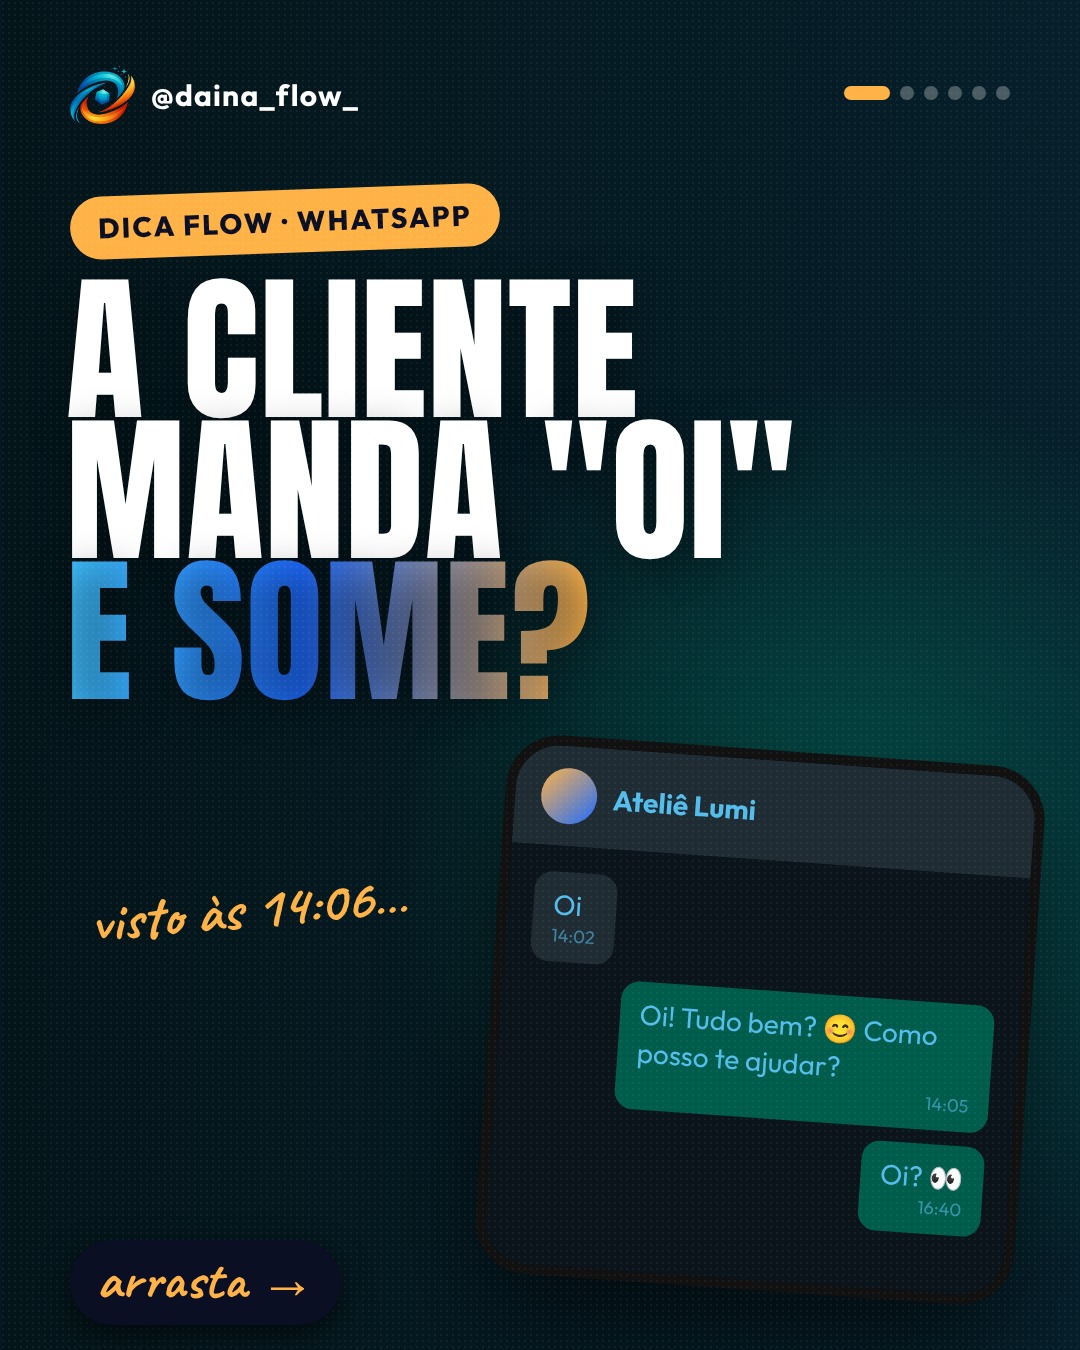 @daina_flow_
DICA FLOW · WHATSAPP
A CLIENTE
MANDA "OI"
E SOME?
Ateliê Lumi
Oi
14:02
visto às 14:06...
Oi! Tudo bem? 😊 Como
posso te ajudar?
14:05
Oi? 👀
16:40
arrasta →